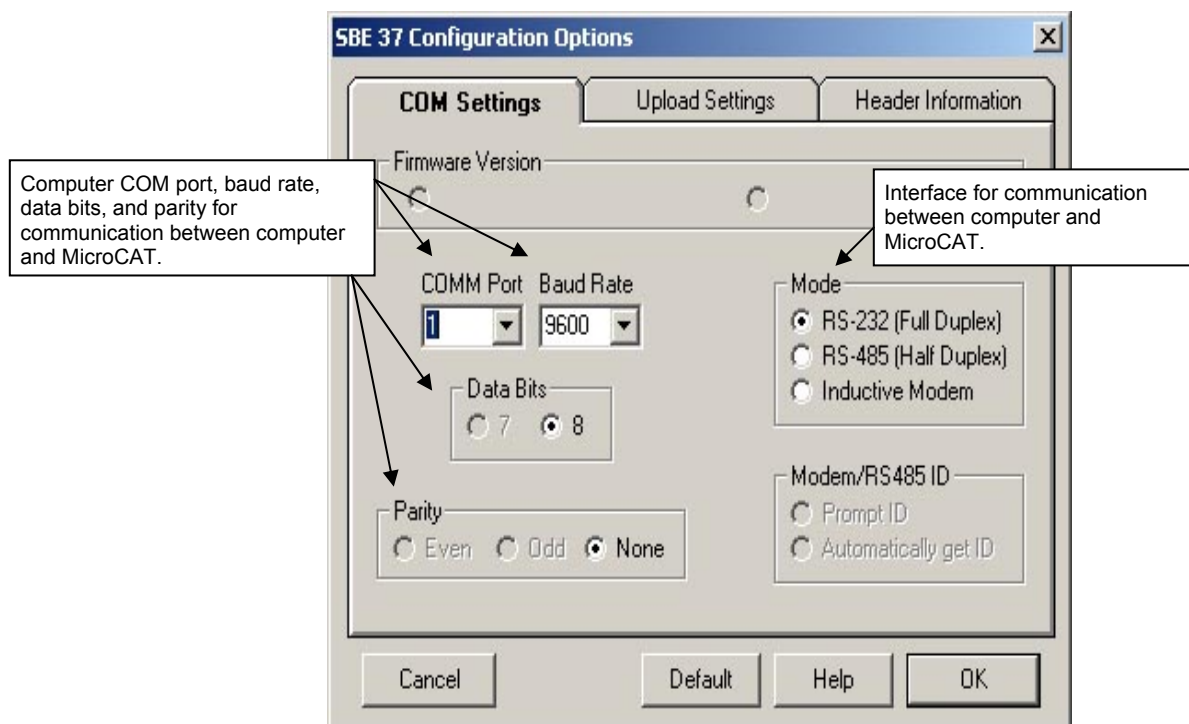 SBE 37 Configuration Options
COM Settings
Upload Settings
Header Information
Firmware Version
Computer COM port, baud rate,
data bits, and parity for
communication between computer
and MicroCAT.
Interface for communication
between computer and
MicroCAT.
COMM Port
Baud Rate
1
9600
Mode
RS-232 (Full Duplex)
RS-485 (Half Duplex)
Inductive Modem
Data Bits
7
8
Modem/RS485 ID
Prompt ID
Automatically get ID
Parity
Even
Odd
None
Cancel
Default
Help
OK